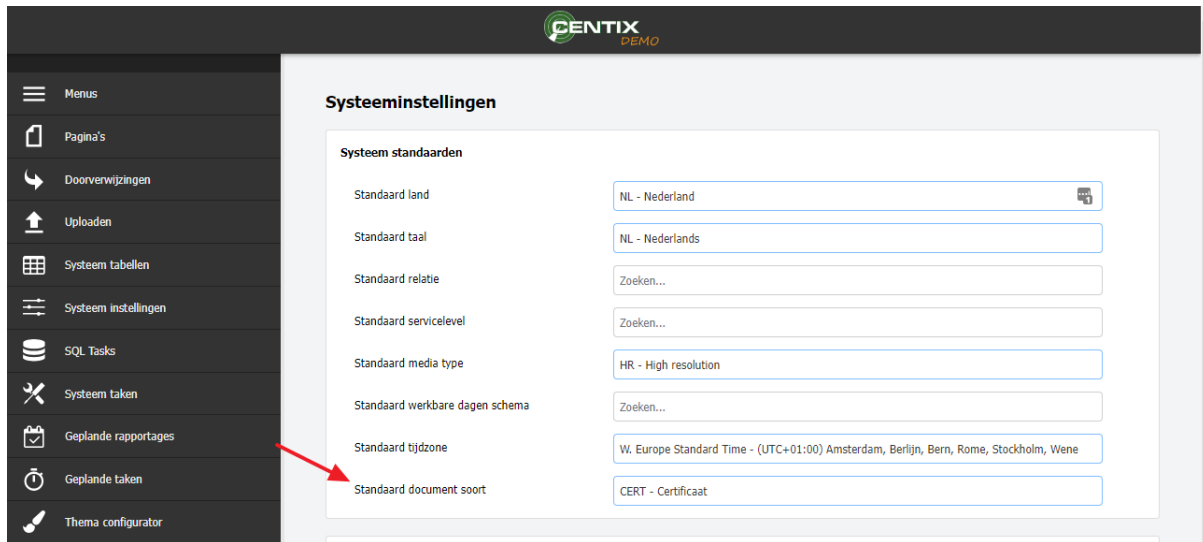 CENTIX
DEMO
Menus
Pagina's
Doorverwijzingen
Uploaden
Systeem tabellen
Systeem instellingen
SQL Tasks
Systeem taken
Geplande rapportages
Geplande taken
Thema configurator
Systeeminstellingen
Systeem standaarden
Standaard land NL - Nederland 1
Standaard taal NL - Nederlands
Standaard relatie Zoeken...
Standaard servicelevel Zoeken...
Standaard media type HR - High resolution
Standaard werkbare dagen schema Zoeken...
Standaard tijdzone W. Europe Standard Time - (UTC+01:00) Amsterdam, Berlijn, Bern, Rome, Stockholm, Wene
Standaard document soort CERT - Certificaat